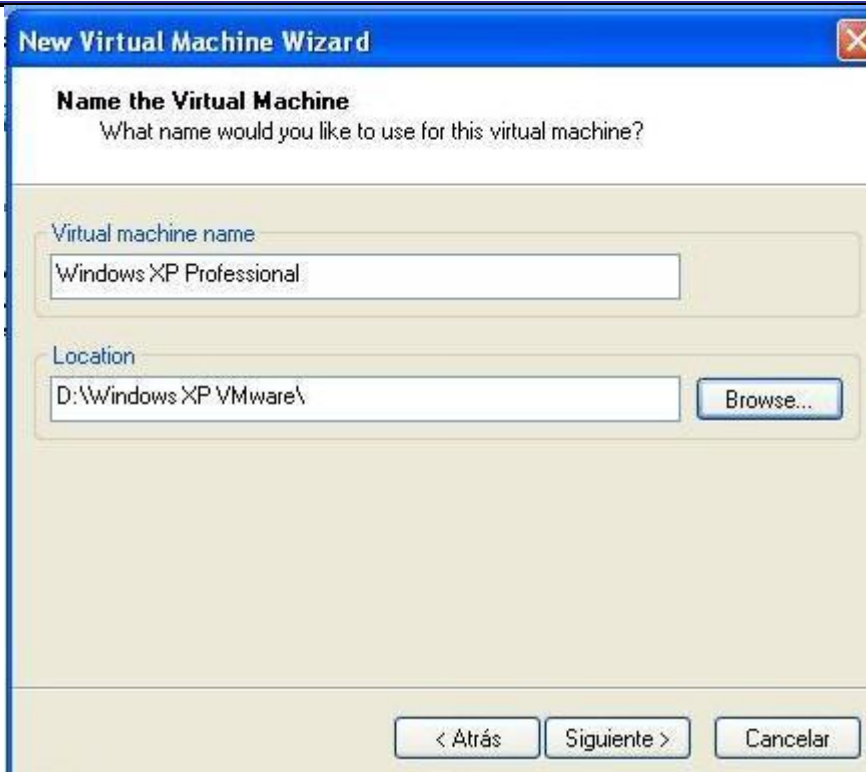 New Virtual Machine Wizard
Name the Virtual Machine
What name would you like to use for this virtual machine?
Virtual machine name
Windows XP Professional
Location
D:\Windows XP VMware\
Browse...
< Atrás
Siguiente >
Cancelar